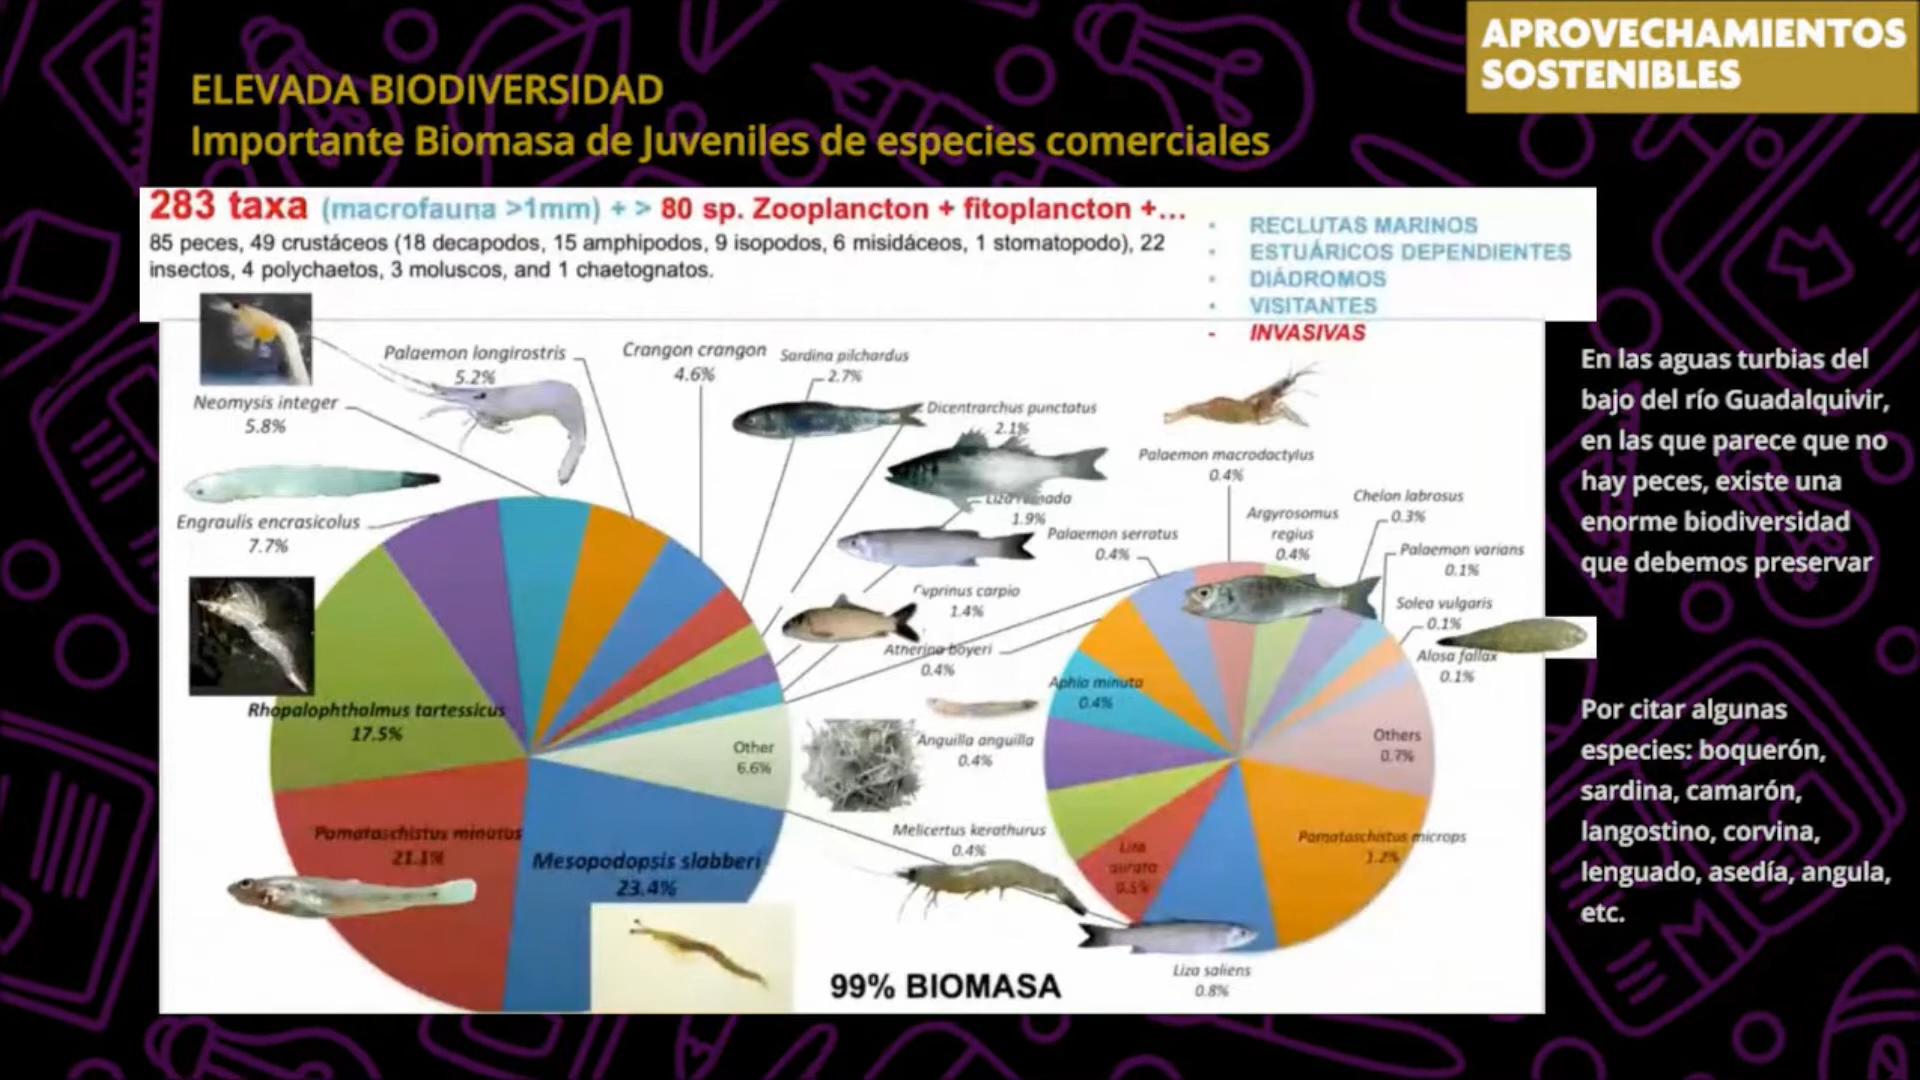 APROVECHAMIENTOS
SOSTENIBLES
ELEVADA BIODIVERSIDAD
Importante Biomasa de Juveniles de especies comerciales
283 taxa (macrofauna >1mm) + > 80 sp. Zooplancton + fitoplancton +...
85 peces, 49 crustáceos (18 decapodos, 15 amphipodos, 9 isopodos, 6 misidáceos, 1 stomatopodo), 22
insectos, 4 polychaetos, 3 moluscos, and 1 chaetognatos.
· RECLUTAS MARINOS
· ESTUÁRICOS DEPENDIENTES
· DIÁDROMOS
· VISITANTES
- INVASIVAS
Palaemon longirostris
5.2%
Crangon crangon
4.6%
Sardina pilchardus
2.7%
Neomysis integer
5.8%
Dicentrarchus punctatus
2.1%
Engraulis encrasicolus
7.7%
Liza ramada
1.9%
Cyprinus carpio
1.4%
Atherina boyeri
0.4%
Rhopalophthalmus tartessicus
17.5%
Other
6.6%
Pomatoschistus minutus
21.1%
Mesopodopsis slabberi
23.4%
Palaemon macrodactylus
0.4%
Palaemon serratus
0.4%
Argyrosomus
regius
0.4%
Chelon labrosus
0.3%
Palaemon varians
0.1%
Solea vulgaris
0.1%
Alosa fallax
0.1%
Aphia minuta
0.4%
Anguilla anguilla
0.4%
Others
0.7%
Melicertus kerathurus
0.4%
Liza
aurata
0.5%
Pomatoschistus microps
1.2%
Liza saliens
0.8%
99% BIOMASA
En las aguas turbias del
bajo del río Guadalquivir,
en las que parece que no
hay peces, existe una
enorme biodiversidad
que debemos preservar
Por citar algunas
especies: boquerón,
sardina, camarón,
langostino, corvina,
lenguado, asedía, angula,
etc.